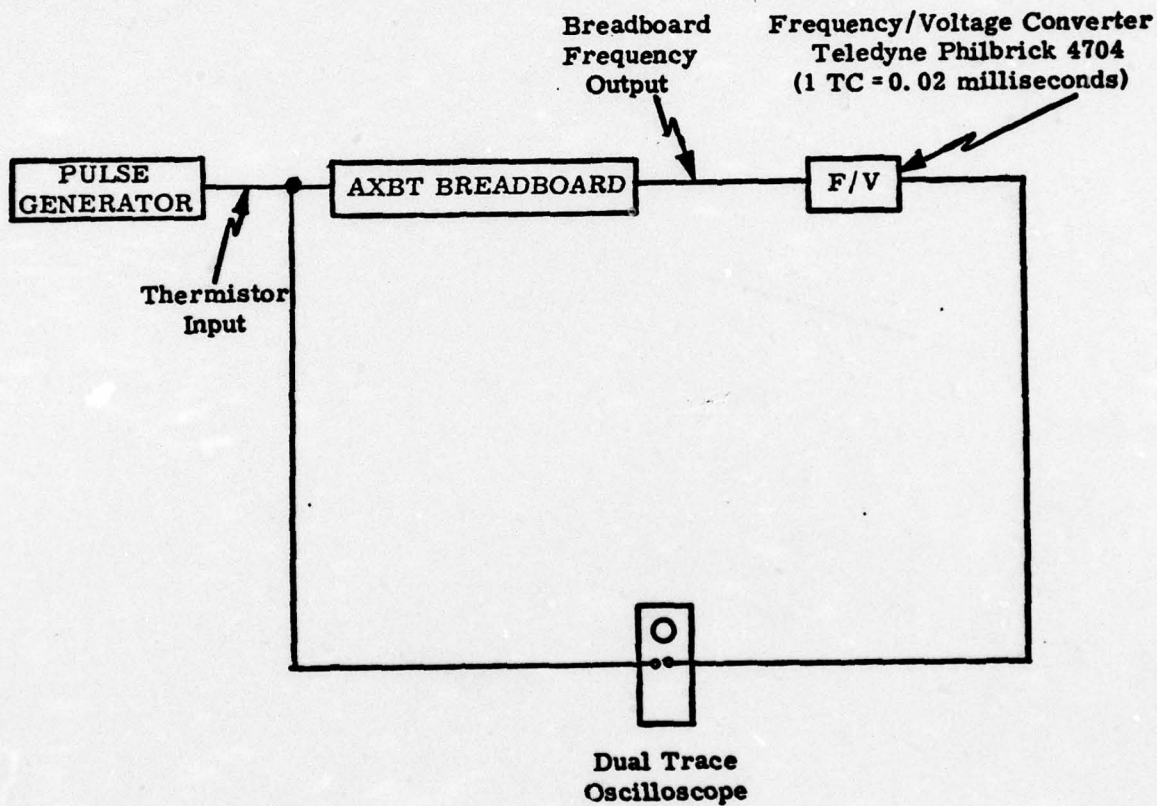 Breadboard
Frequency
Output
Frequency/Voltage Converter
Teledyne Philbrick 4704
(1 TC = 0.02 milliseconds)
PULSE
GENERATOR
AXBT BREADBOARD
F/V
Thermistor
Input
Dual Trace
Oscilloscope